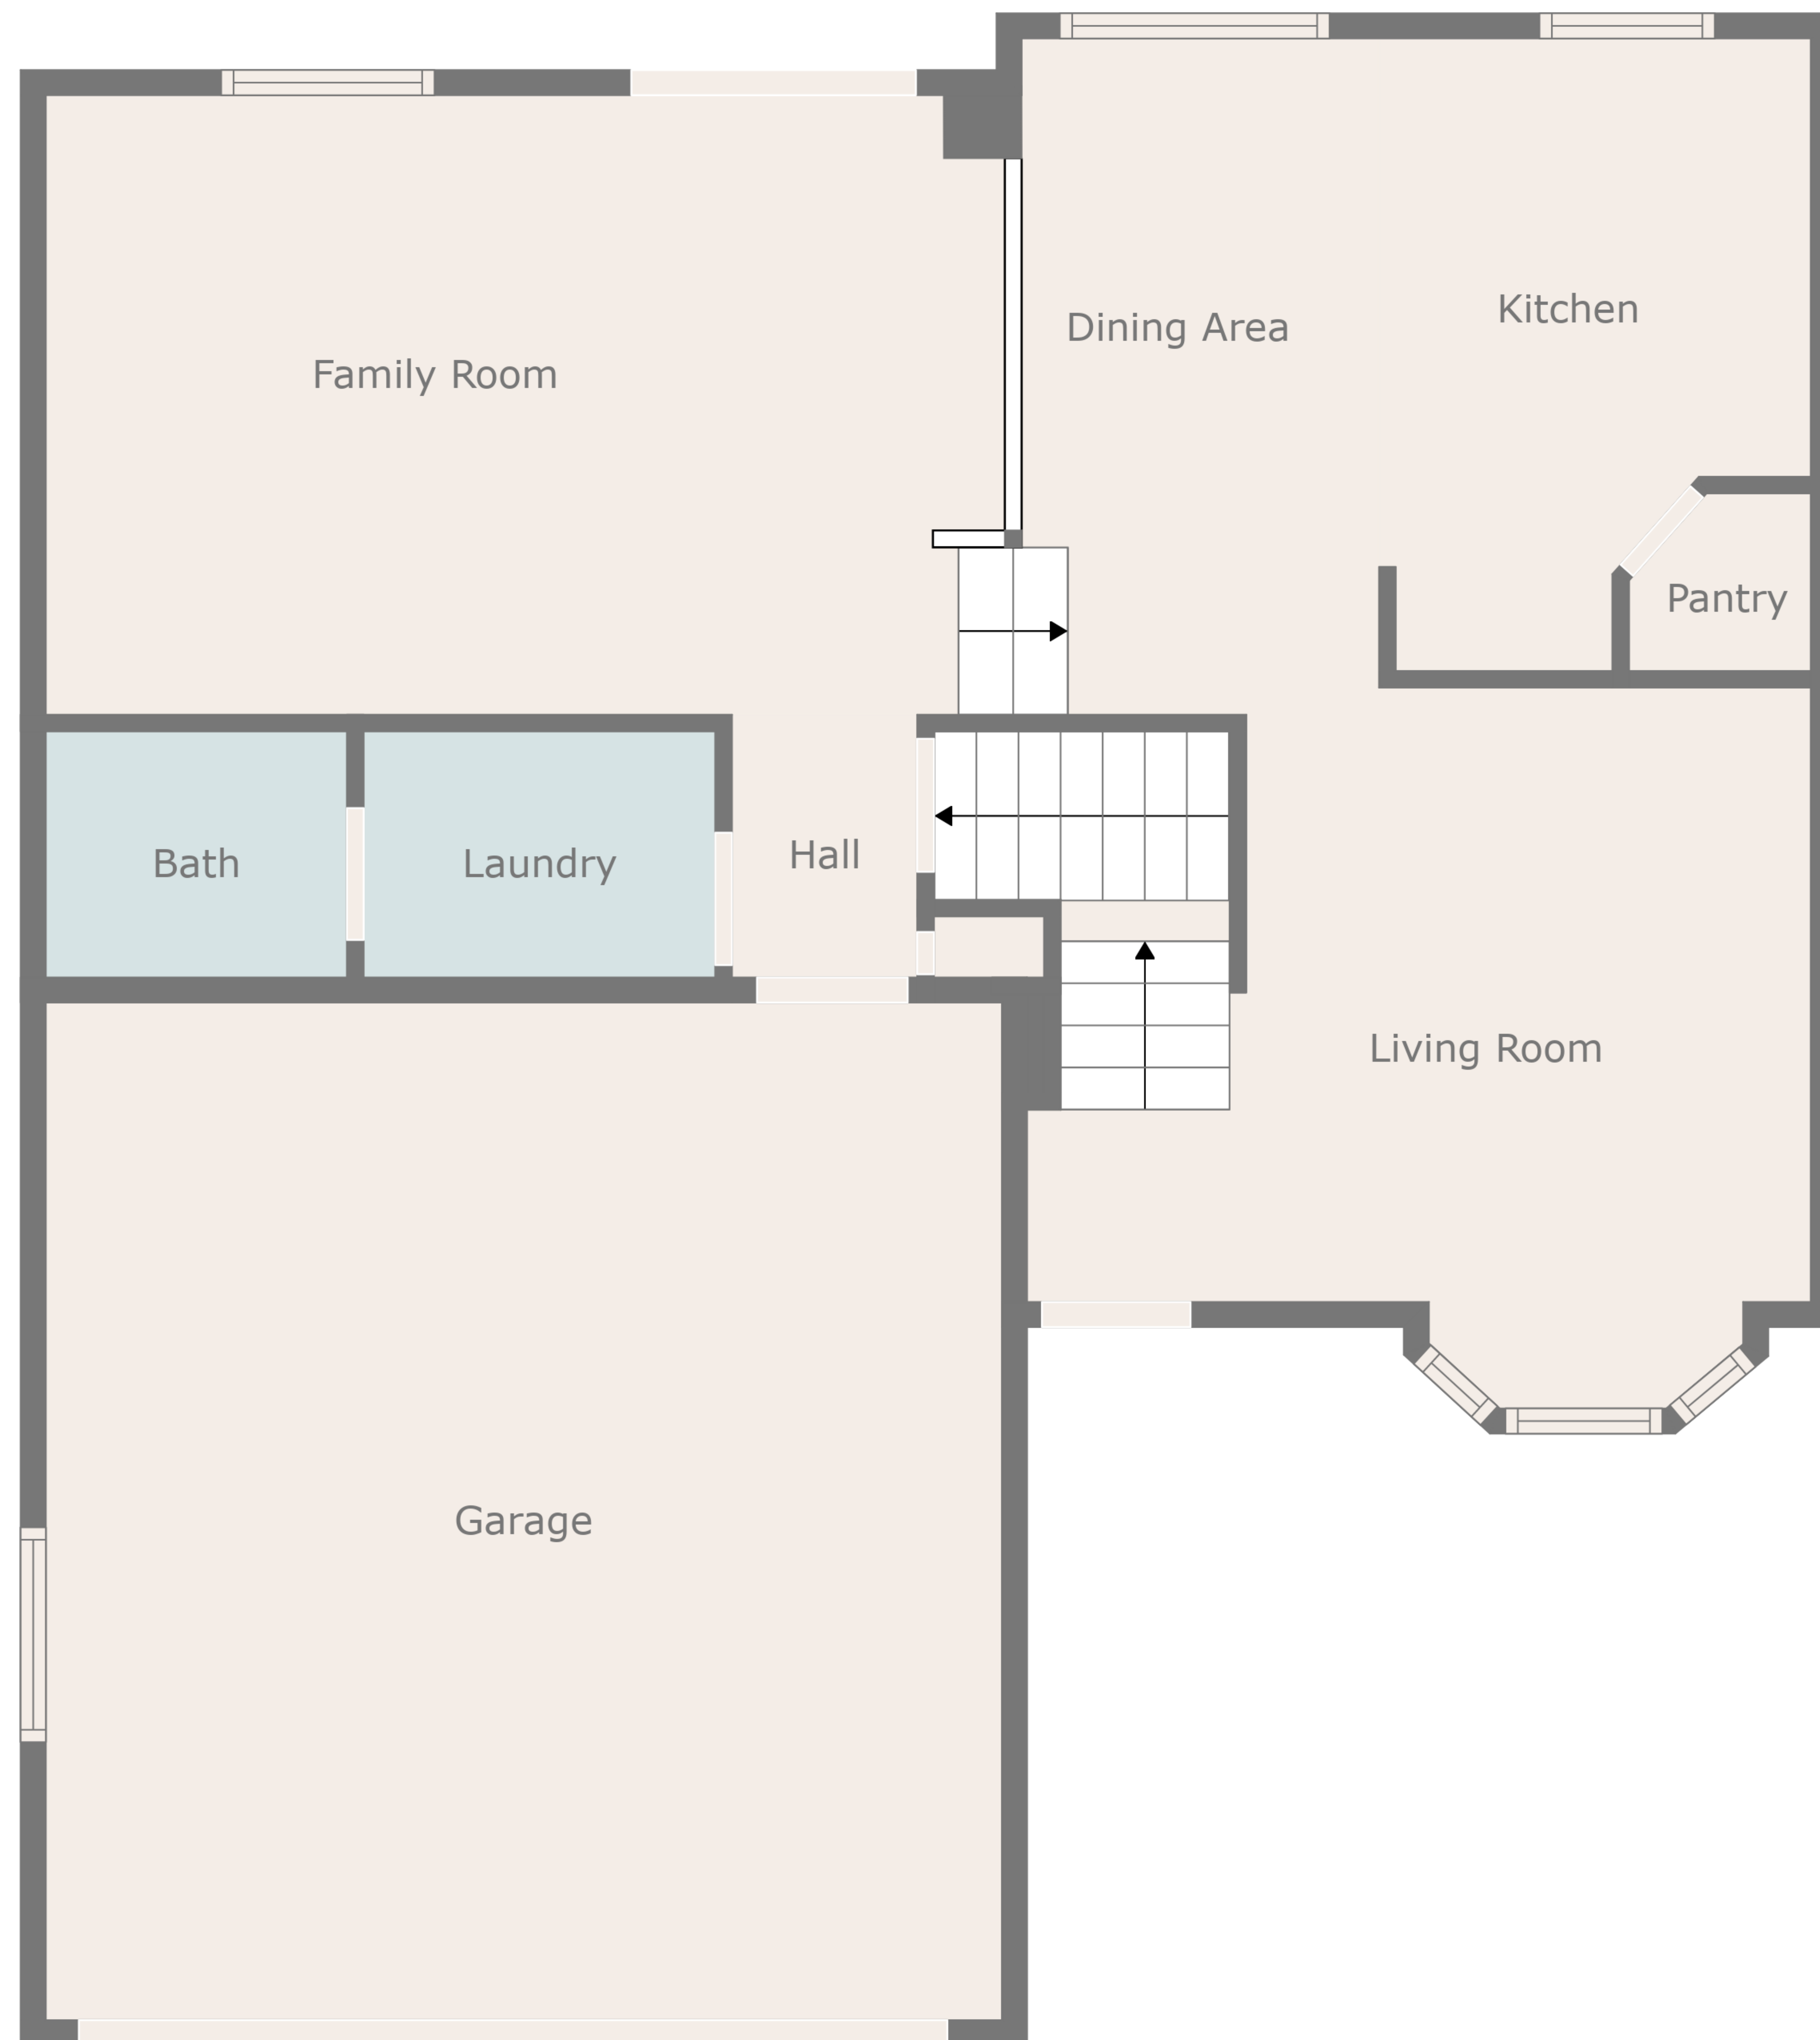 Kitchen
Dining Area
Family Room
Pantry
Hall
Bath
Laundry
Living Room
Garage